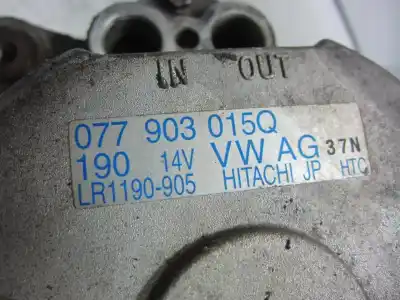 IN OUT
077 903 015Q
190 14V VW AG 37N
LR1190-905 HITACHI JP HTC